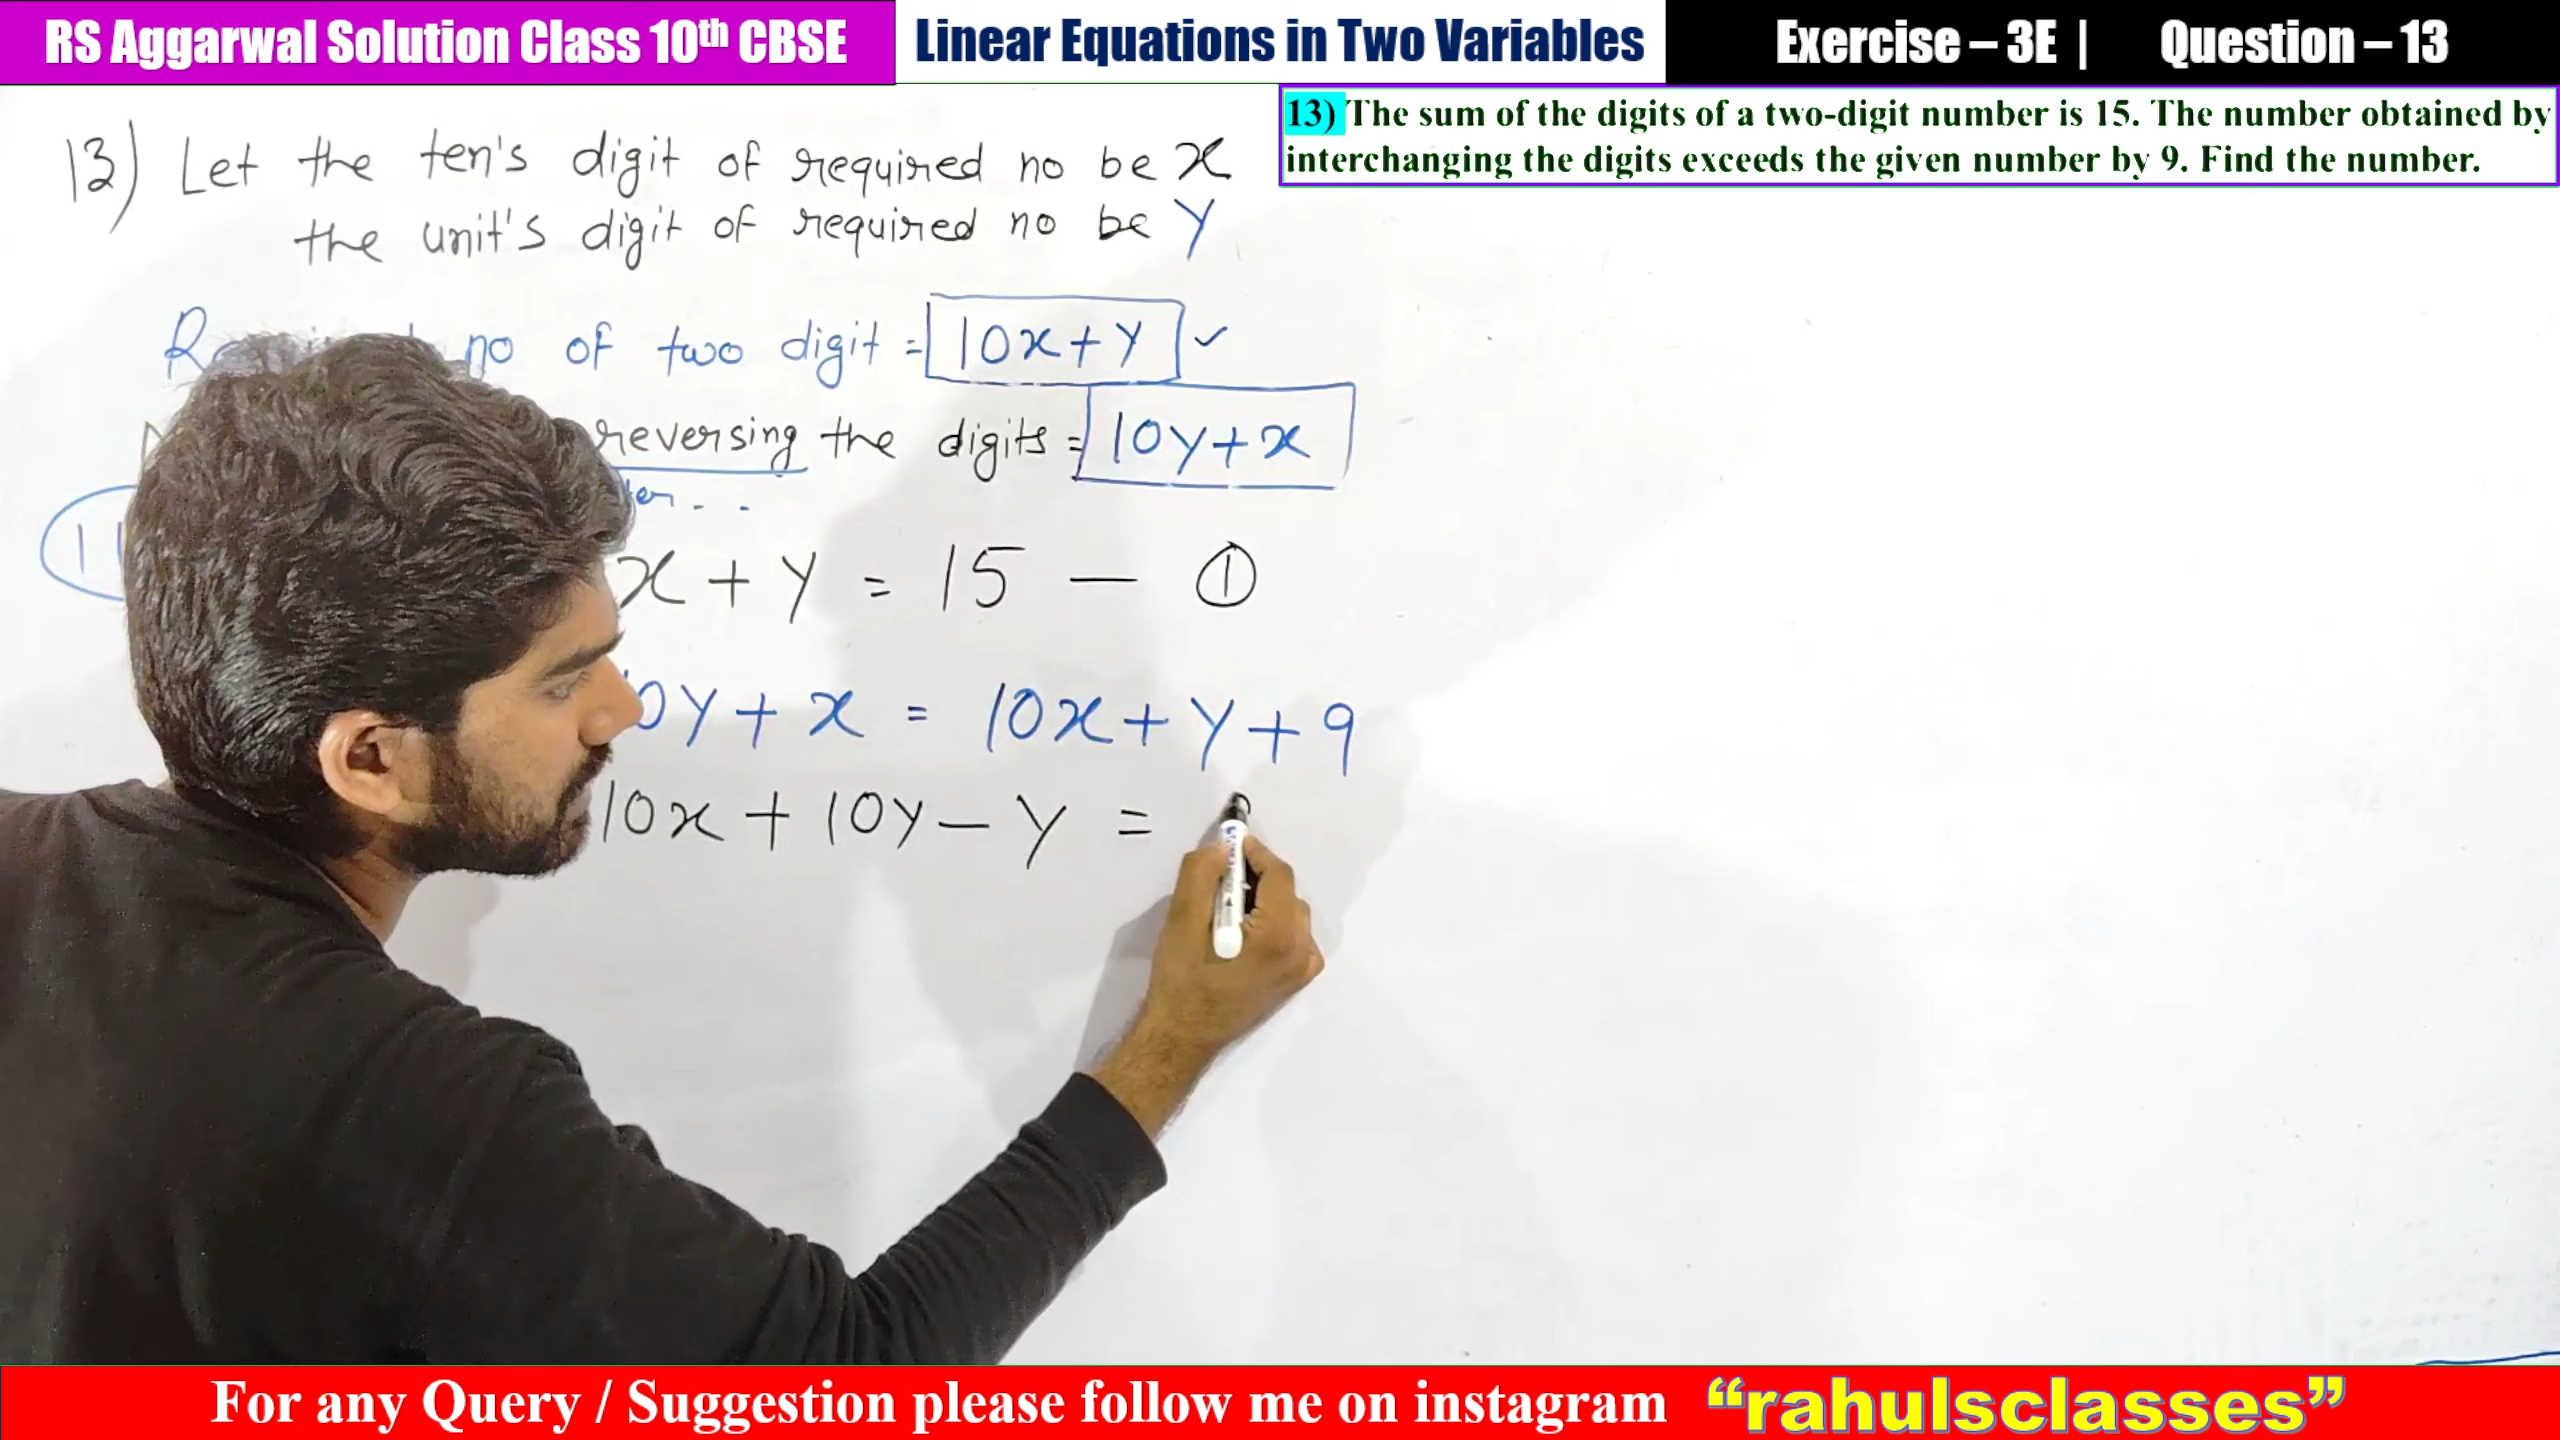 RS Aggarwal Solution Class 10th CBSE
Linear Equations in Two Variables
Exercise – 3E | Question – 13
13) The sum of the digits of a two-digit number is 15. The number obtained by
interchanging the digits exceeds the given number by 9. Find the number.
13) Let the ten's digit of required no be x
the unit's digit of required no be y
no of two digit = 10x + y ✓
reversing the digits = 10y + x
x + y = 15 — ①
0y + x = 10x + y + 9
10x + 10y - y =
For any Query / Suggestion please follow me on instagram “rahulsclasses”